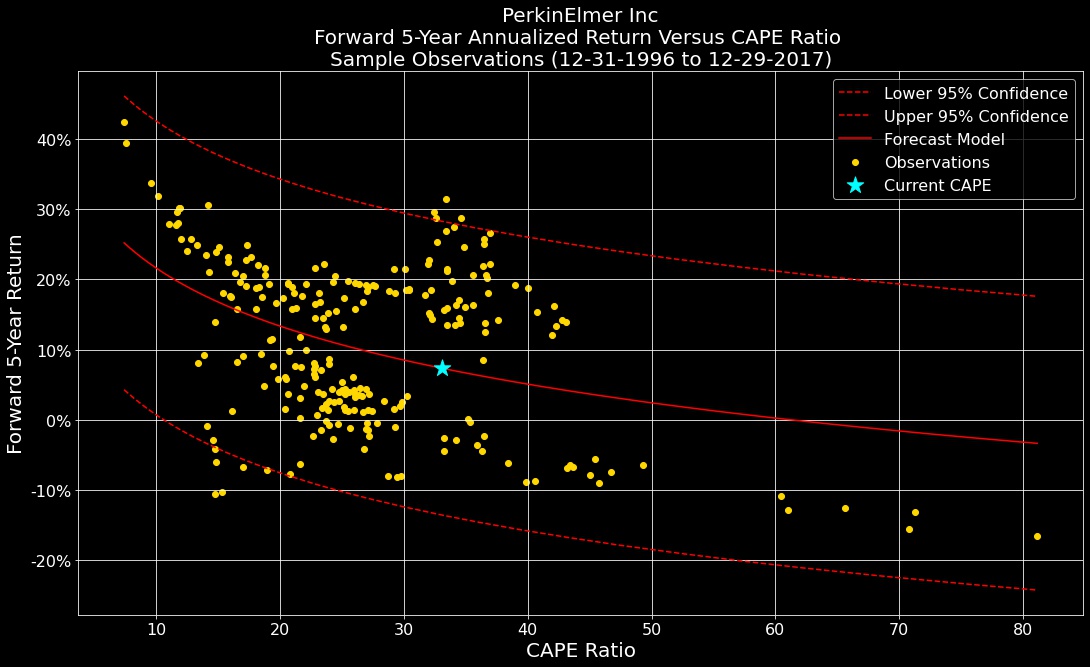 PerkinElmer Inc
Forward 5-Year Annualized Return Versus CAPE Ratio
Sample Observations (12-31-1996 to 12-29-2017)
Lower 95% Confidence
Upper 95% Confidence
Forecast Model
Observations
Current CAPE
Forward 5-Year Return
40%
30%
20%
10%
0%
-10%
-20%
10 20 30 40 50 60 70 80
CAPE Ratio